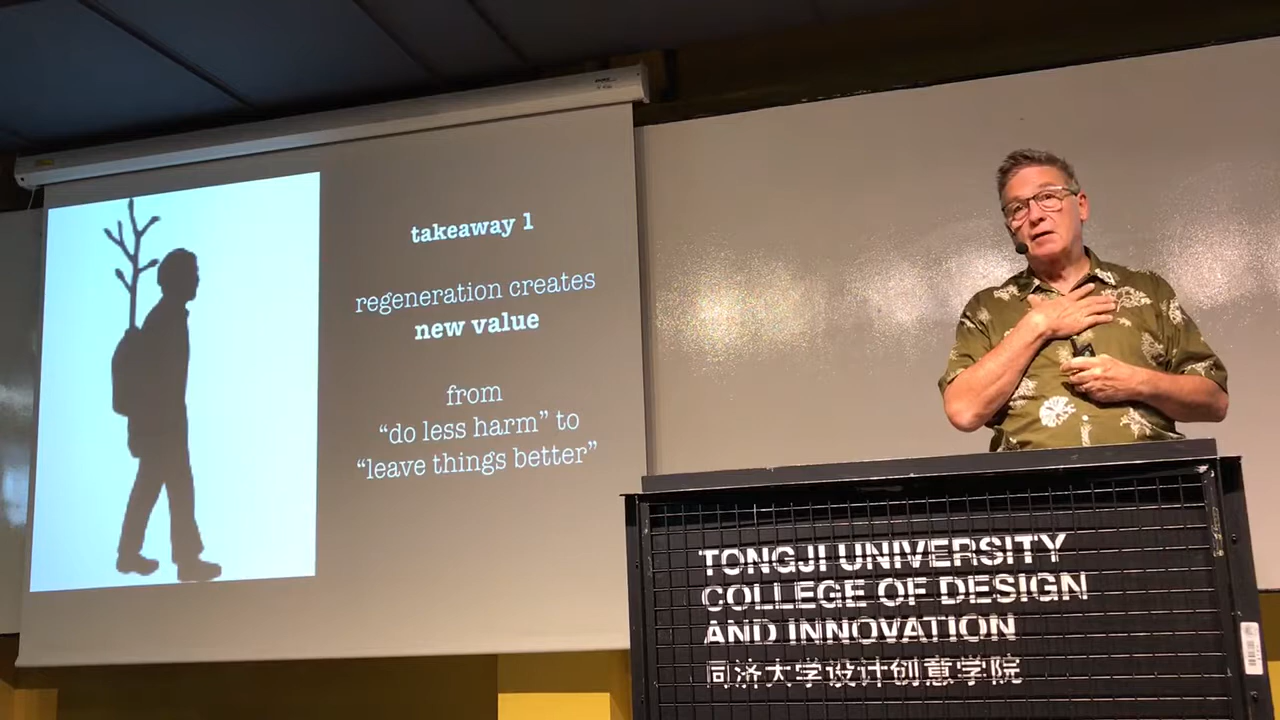 takeaway 1
regeneration creates
new value
from
“do less harm” to
“leave things better”
TONGJI UNIVERSITY
COLLEGE OF DESIGN
AND INNOVATION
同济大学设计创意学院